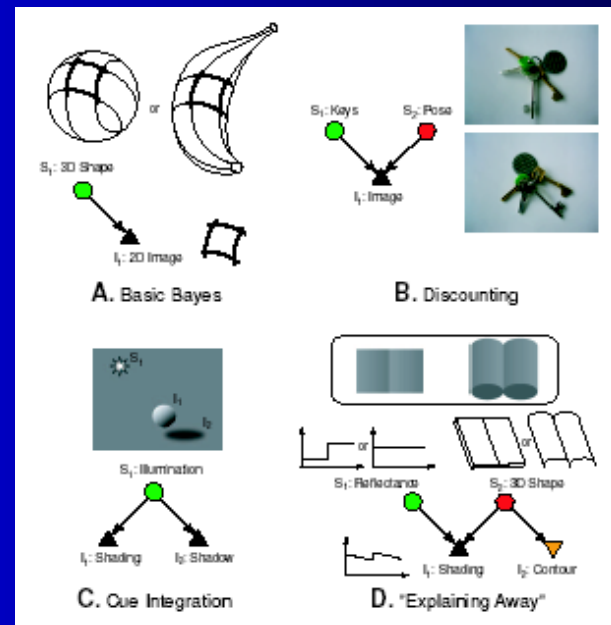 or
S₁: 3D Shape
I₁: 2D Image
A. Basic Bayes
S₁: Keys
S₂: Pose
I₁: Image
B. Discounting
S₁
I₁
I₂
S₁: Illumination
I₁: Shading
I₂: Shadow
C. Cue Integration
or
or
S₁: Reflectance
S₂: 3D Shape
I₁: Shading
I₂: Contour
D. "Explaining Away"